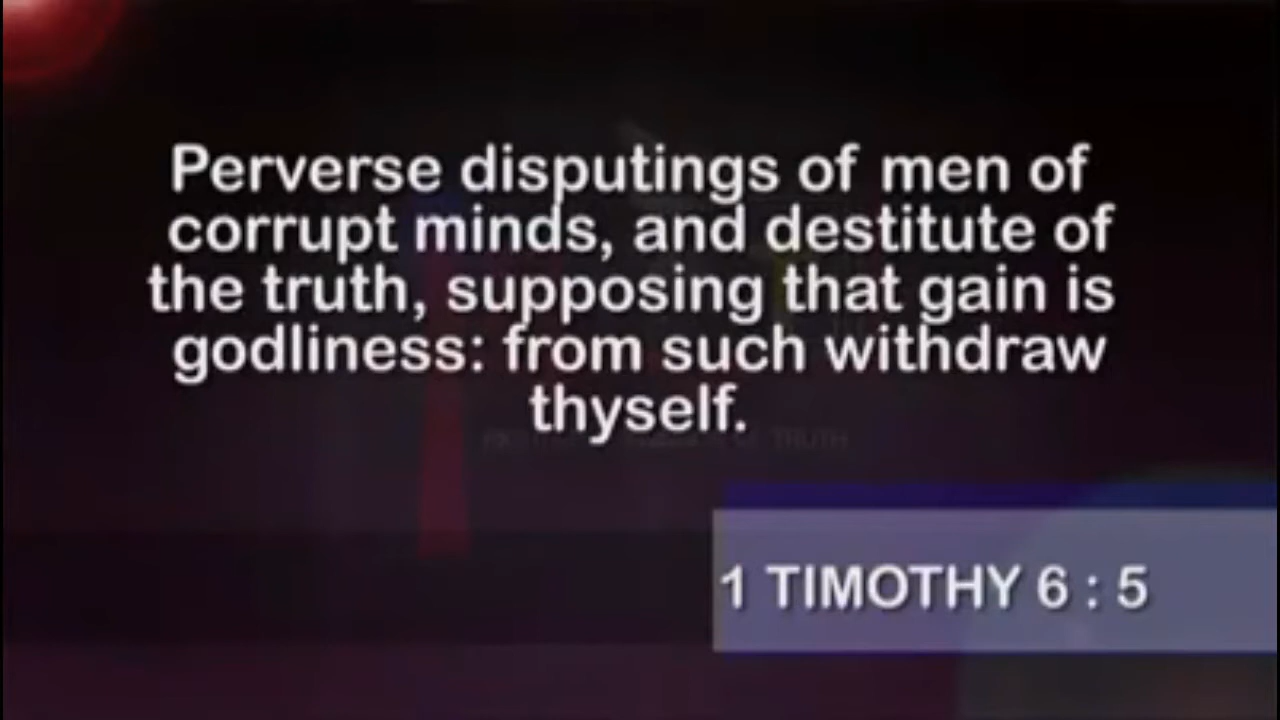 Perverse disputings of men of
corrupt minds, and destitute of
the truth, supposing that gain is
godliness: from such withdraw
thyself.
TRUTH
1 TIMOTHY 6 : 5